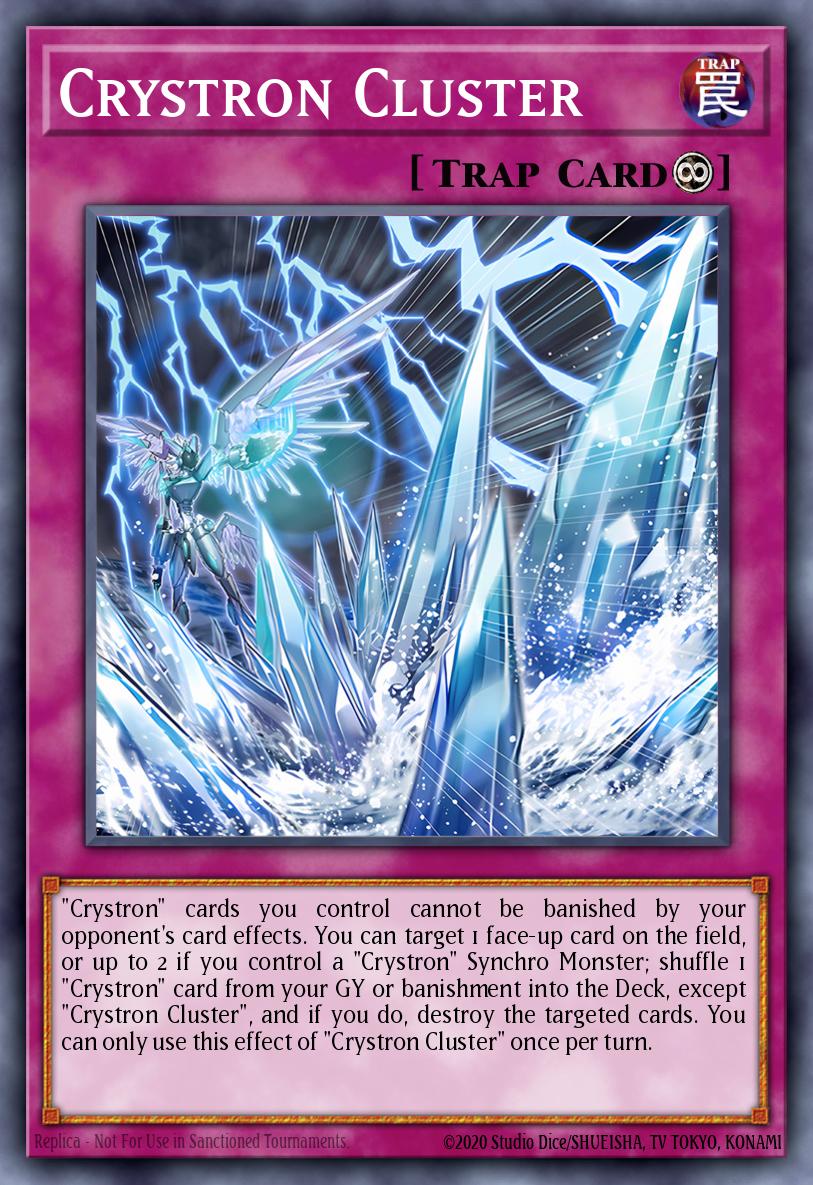 Crystron Cluster
TRAP
罠
[Trap Card∞]
"Crystron" cards you control cannot be banished by your
opponent's card effects. You can target 1 face-up card on the field,
or up to 2 if you control a "Crystron" Synchro Monster; shuffle 1
"Crystron" card from your GY or banishment into the Deck, except
"Crystron Cluster", and if you do, destroy the targeted cards. You
can only use this effect of "Crystron Cluster" once per turn.
Replica - Not For Use in Sanctioned Tournaments.
©2020 Studio Dice/SHUEISHA, TV TOKYO, KONAMI